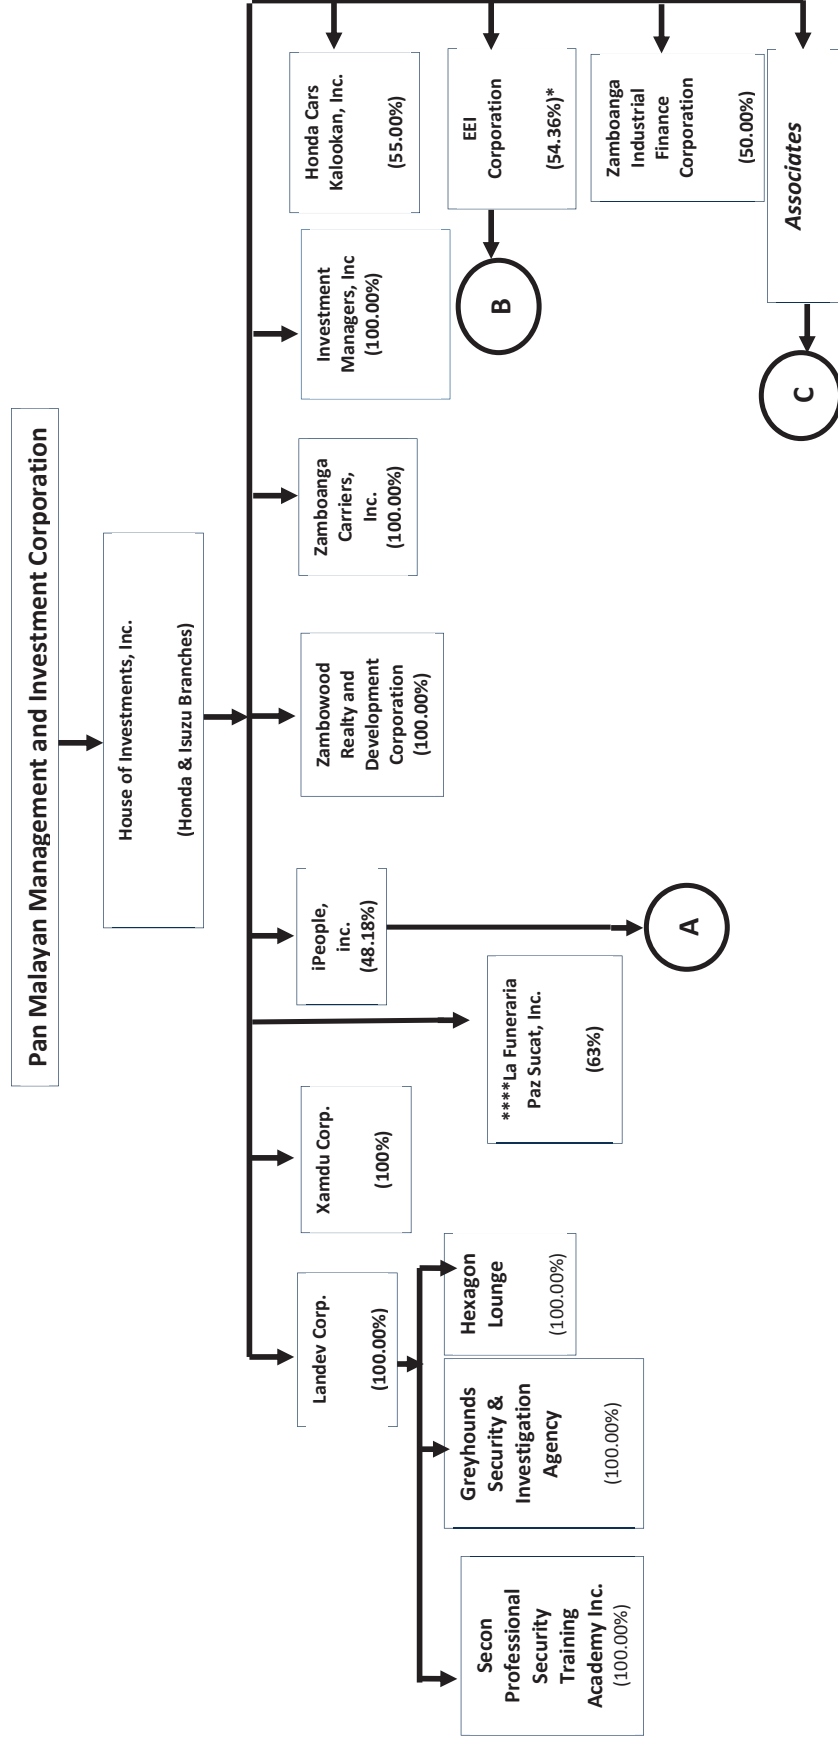 Pan Malayan Management and Investment Corporation
House of Investments, Inc.
(Honda & Isuzu Branches)
Landev Corp.
(100.00%)
Xamdu Corp.
(100%)
iPeople,
inc.
(48.18%)
Zambowood
Realty and
Development
Corporation
(100.00%)
Zamboanga
Carriers,
Inc.
(100.00%)
Investment
Managers, Inc
(100.00%)
Honda Cars
Kalookan, Inc.
(55.00%)
Secon
Professional
Security
Training
Academy Inc.
(100.00%)
Greyhounds
Security &
Investigation
Agency
(100.00%)
Hexagon
Lounge
(100.00%)
****La Funeraria
Paz Sucat, Inc.
(63%)
A
B
EEI
Corporation
(54.36%)*
Zamboanga
Industrial
Finance
Corporation
(50.00%)
C
Associates